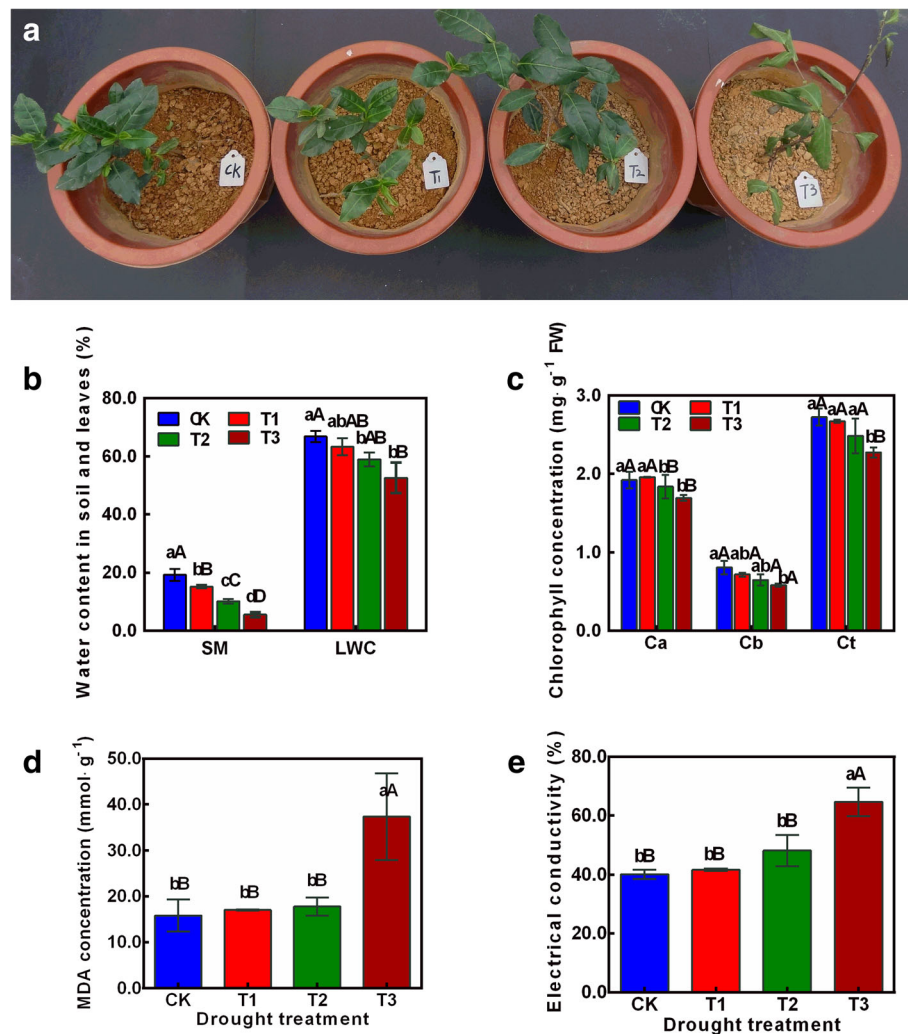 a
CK
T1
T2
T3
b
Water content in soil and leaves (%)
80.0
60.0
40.0
20.0
0.0
CK T1
T2 T3
aA bB cC dD
aA abAB bAB bB
SM LWC
c
Chlorophyll concentration (mg· g⁻¹ FW)
3.0
2.0
1.0
0.0
CK T1
T2 T3
aA aA bB bB
aA abA abA bA
aA aA aA bB
Ca Cb Ct
d
MDA concentration (mmol· g⁻¹)
50.0
40.0
30.0
20.0
10.0
0.0
bB bB bB aA
CK T1 T2 T3
Drought treatment
e
Electrical conductivity (%)
80.0
60.0
40.0
20.0
0.0
bB bB bB aA
CK T1 T2 T3
Drought treatment